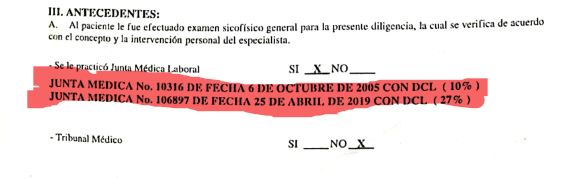 III. ANTECEDENTES:
A. Al paciente le fue efectuado examen sicofísico general para la presente diligencia, la cual se verifica de acuerdo
con el concepto y la intervención personal del especialista.
- Se le practicó Junta Médica Laboral SI X NO
JUNTA MEDICA No. 10316 DE FECHA 6 DE OCTUBRE DE 2005 CON DCL ( 10% )
JUNTA MEDICA No. 106897 DE FECHA 25 DE ABRIL DE 2019 CON DCL ( 27% )
- Tribunal Médico SI NO X